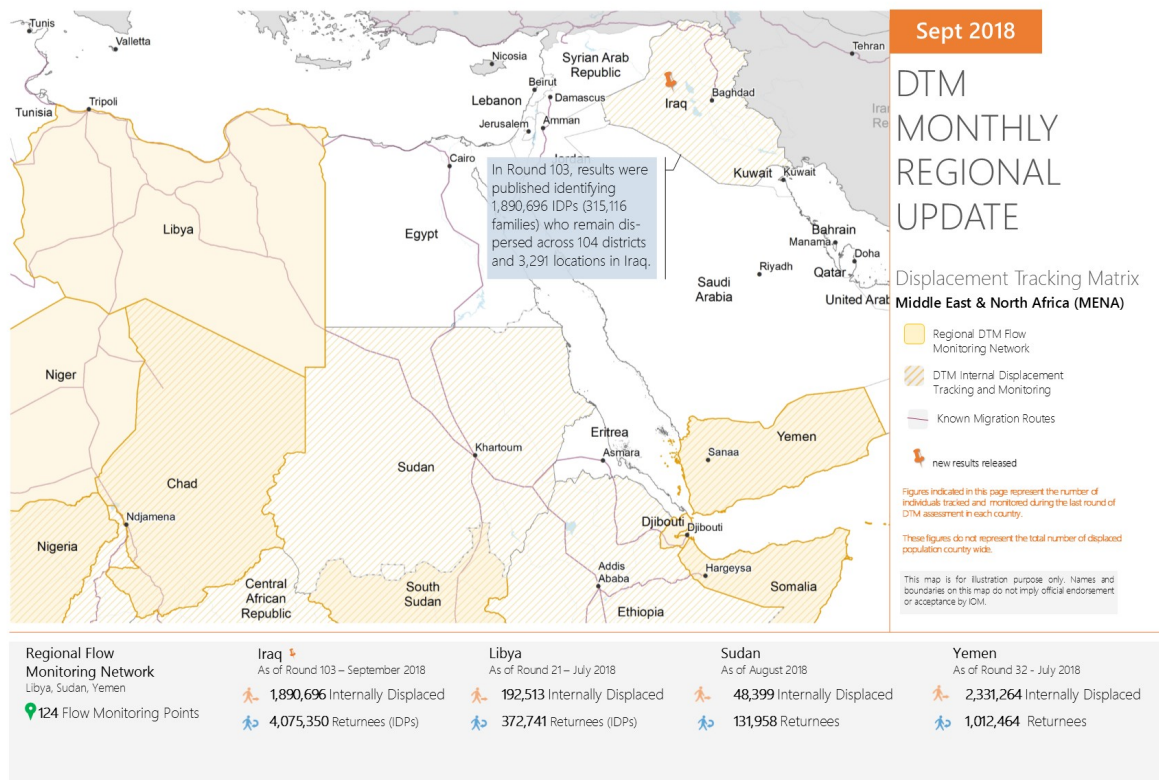 Tunis
Valletta
Tunisia
Tripoli
Nicosia
Syrian Arab
Republic
Tehran
Beirut
Lebanon
Damascus
Iraq
Baghdad
Jerusalem
Amman
Cairo
Kuwait
Kuwait
Libya
Egypt
Bahrain
Manama
Doha
Riyadh
Qatar
Saudi
Arabia
United Arab
In Round 103, results were
published identifying
1,890,696 IDPs (315,116
families) who remain dis-
persed across 104 districts
and 3,291 locations in Iraq.
Niger
Chad
Ndjamena
Nigeria
Sudan
Khartoum
Eritrea
Asmara
Sanaa
Yemen
Djibouti
Djibouti
Addis
Ababa
Hargeysa
Somalia
Central
African
Republic
South
Sudan
Ethiopia
Sept 2018
DTM
MONTHLY
REGIONAL
UPDATE
Displacement Tracking Matrix
Middle East & North Africa (MENA)
Regional DTM Flow
Monitoring Network
DTM Internal Displacement
Tracking and Monitoring
Known Migration Routes
new results released
Figures indicated in this page represent the number of
individuals tracked and monitored during the last round of
DTM assessment in each country.
These figures do not represent the total number of displaced
population country wide.
This map is for illustration purpose only. Names and
boundaries on this map do not imply official endorsement
or acceptance by IOM.
Regional Flow
Monitoring Network
Libya, Sudan, Yemen
124 Flow Monitoring Points
Iraq
As of Round 103 – September 2018
1,890,696 Internally Displaced
4,075,350 Returnees (IDPs)
Libya
As of Round 21 – July 2018
192,513 Internally Displaced
372,741 Returnees (IDPs)
Sudan
As of August 2018
48,399 Internally Displaced
131,958 Returnees
Yemen
As of Round 32 - July 2018
2,331,264 Internally Displaced
1,012,464 Returnees